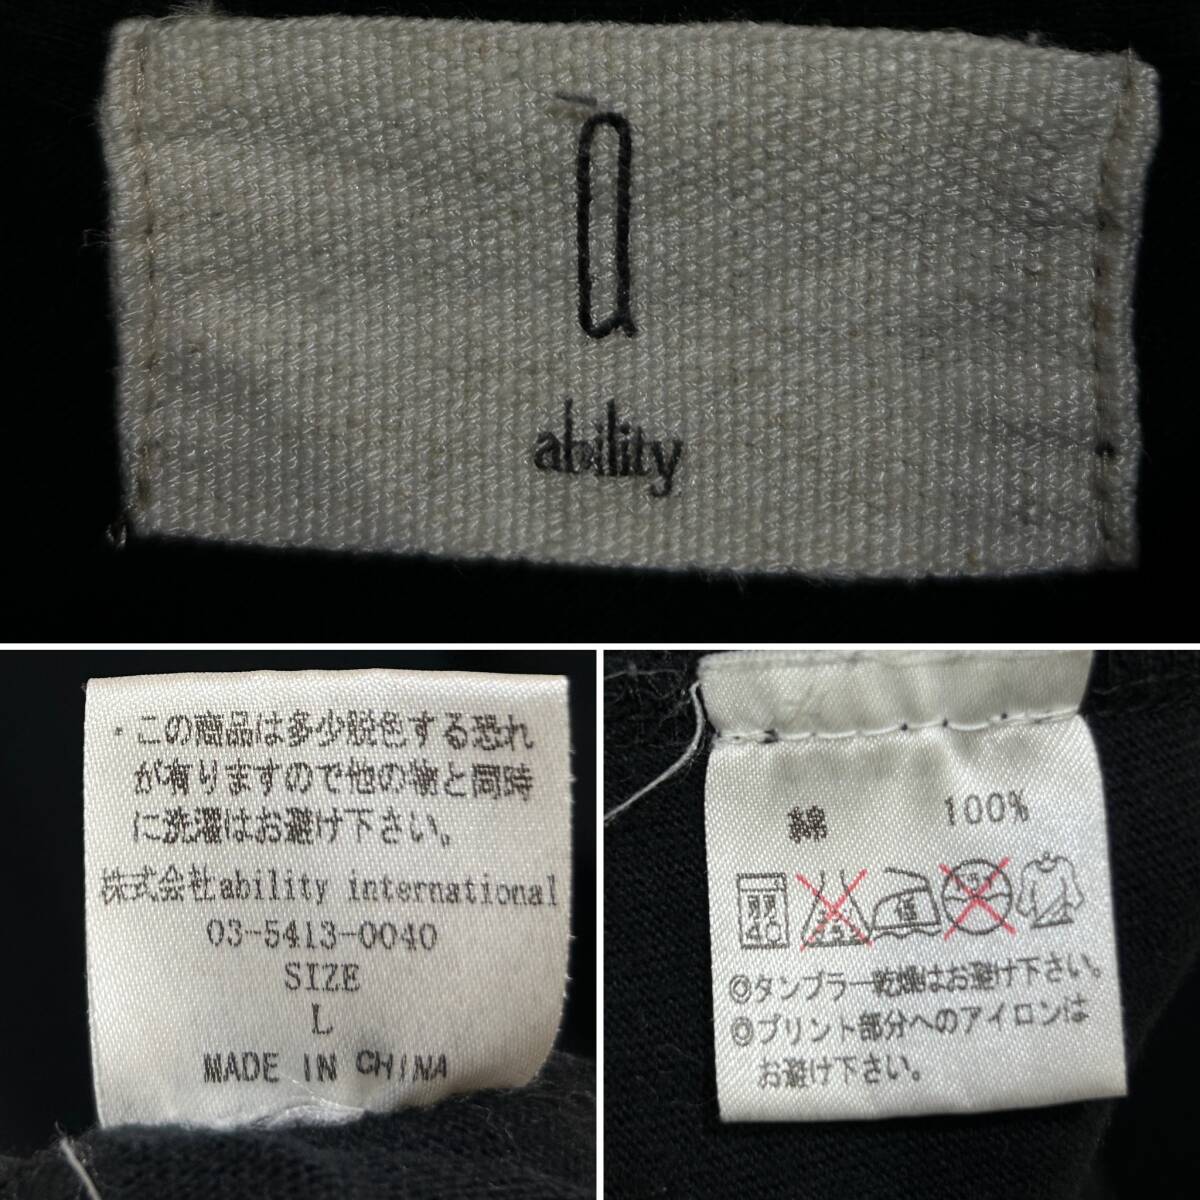 a
ability
・この商品は多少脱色する恐れ
が有りますので他の物と同時
に洗濯はお避け下さい。
株式会社ability international
03-5413-0040
SIZE
L
MADE IN CHINA
綿 100%
40 低
◎タンブラー乾燥はお避け下さい。
◎プリント部分へのアイロンは
お避け下さい。